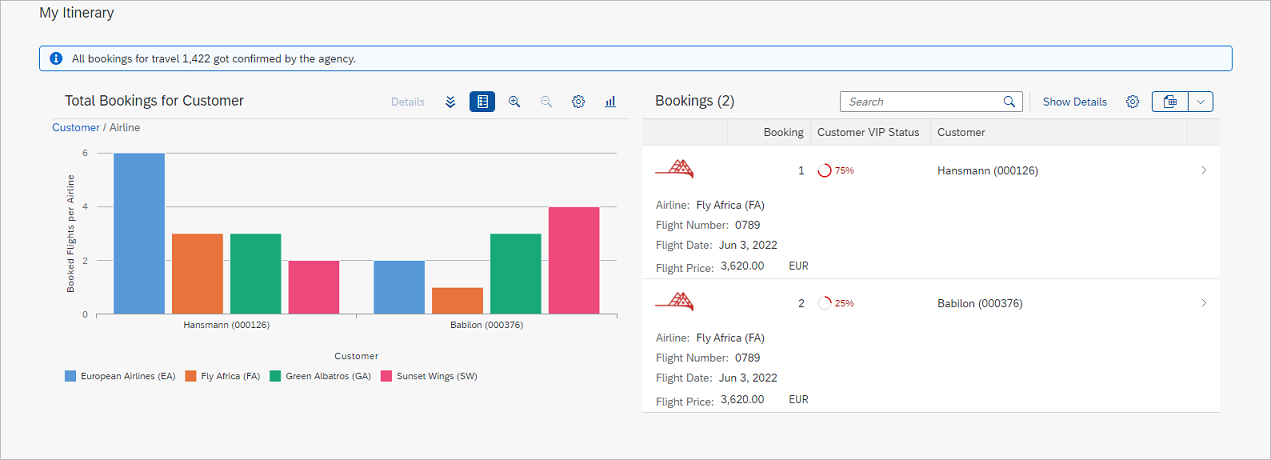 My Itinerary
All bookings for travel 1,422 got confirmed by the agency.
Total Bookings for Customer
Details
Customer / Airline
6
4
2
0
Booked Flights per Airline
Hansmann (000126)
Babilon (000376)
Customer
European Airlines (EA)
Fly Africa (FA)
Green Albatros (GA)
Sunset Wings (SW)
Bookings (2)
Search
Show Details
Booking Customer VIP Status Customer
1 75% Hansmann (000126)
Airline: Fly Africa (FA)
Flight Number: 0789
Flight Date: Jun 3, 2022
Flight Price: 3,620.00 EUR
2 25% Babilon (000376)
Airline: Fly Africa (FA)
Flight Number: 0789
Flight Date: Jun 3, 2022
Flight Price: 3,620.00 EUR